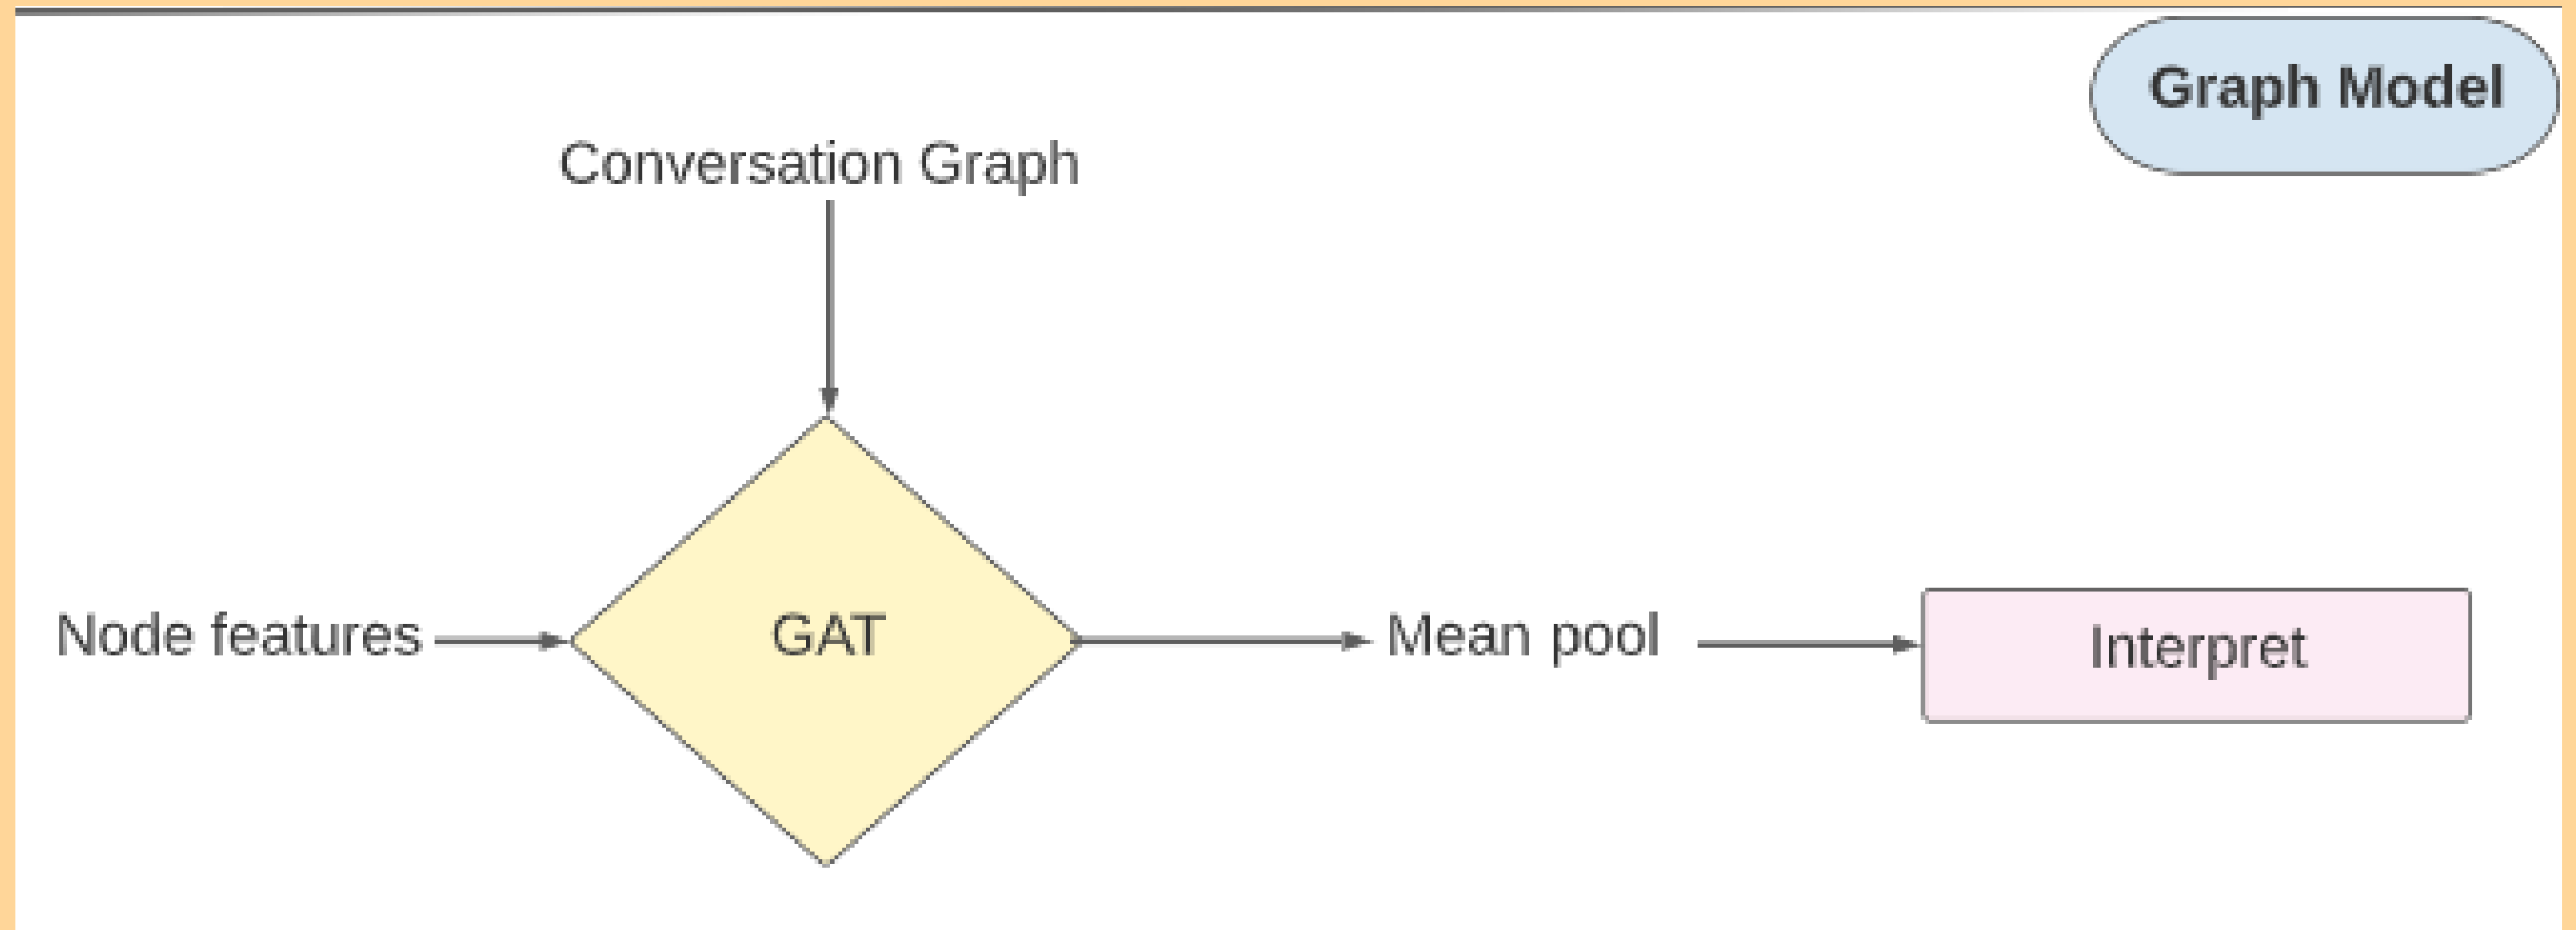 Graph Model
Conversation Graph
Node features
GAT
Mean pool
Interpret